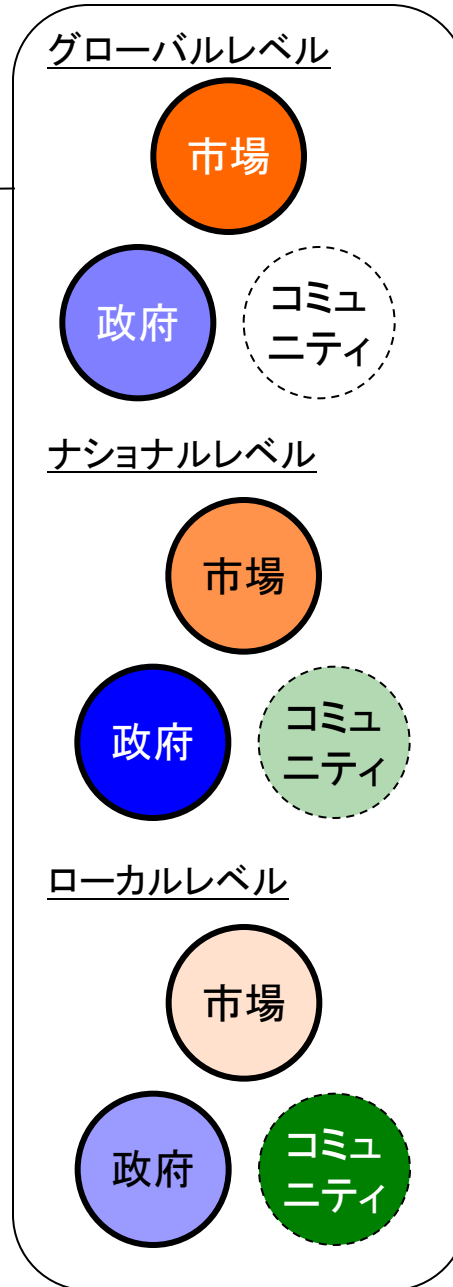 グローバルレベル
市場
政府
コミュ
ニティ
ナショナルレベル
市場
政府
コミュ
ニティ
ローカルレベル
市場
政府
コミュ
ニティ